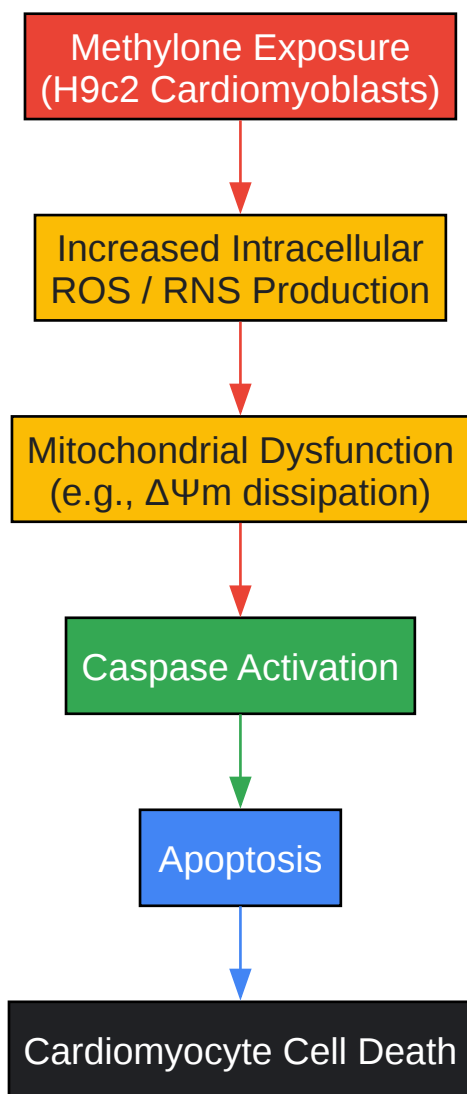 Methylone Exposure
(H9c2 Cardiomyoblasts)
Increased Intracellular
ROS / RNS Production
Mitochondrial Dysfunction
(e.g., ΔΨm dissipation)
Caspase Activation
Apoptosis
Cardiomyocyte Cell Death